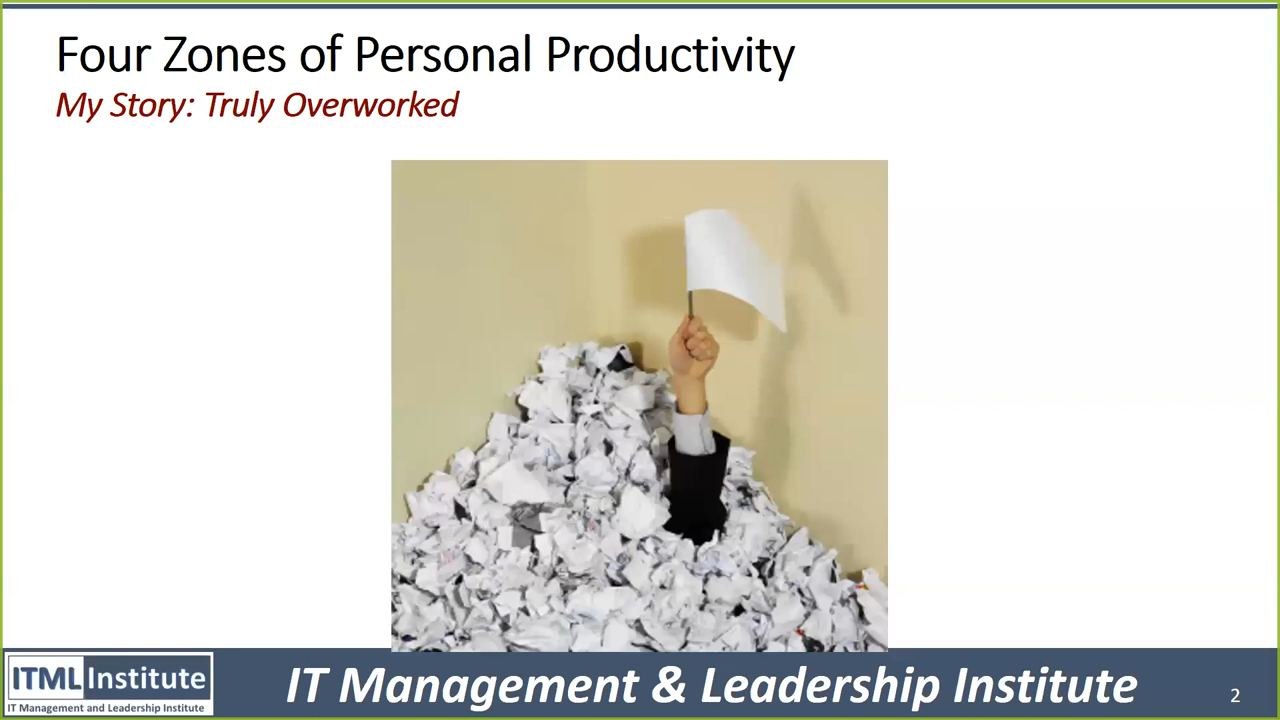 Four Zones of Personal Productivity
My Story: Truly Overworked
ITML Institute
IT Management and Leadership Institute
IT Management & Leadership Institute
2